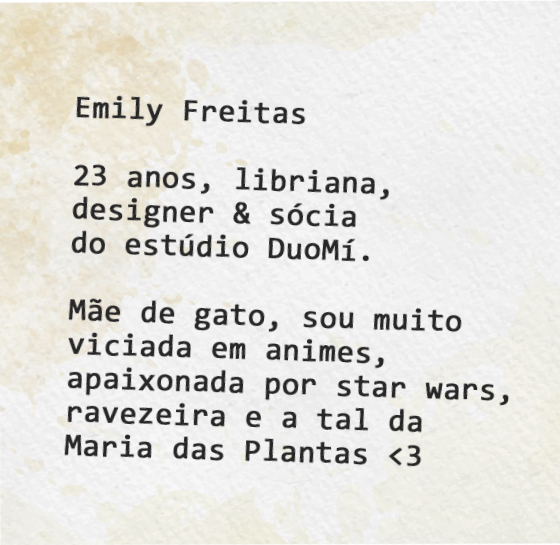 Emily Freitas
23 anos, libriana,
designer & sócia
do estúdio DuoMí.
Mãe de gato, sou muito
viciada em animes,
apaixonada por star wars,
ravezeira e a tal da
Maria das Plantas <3